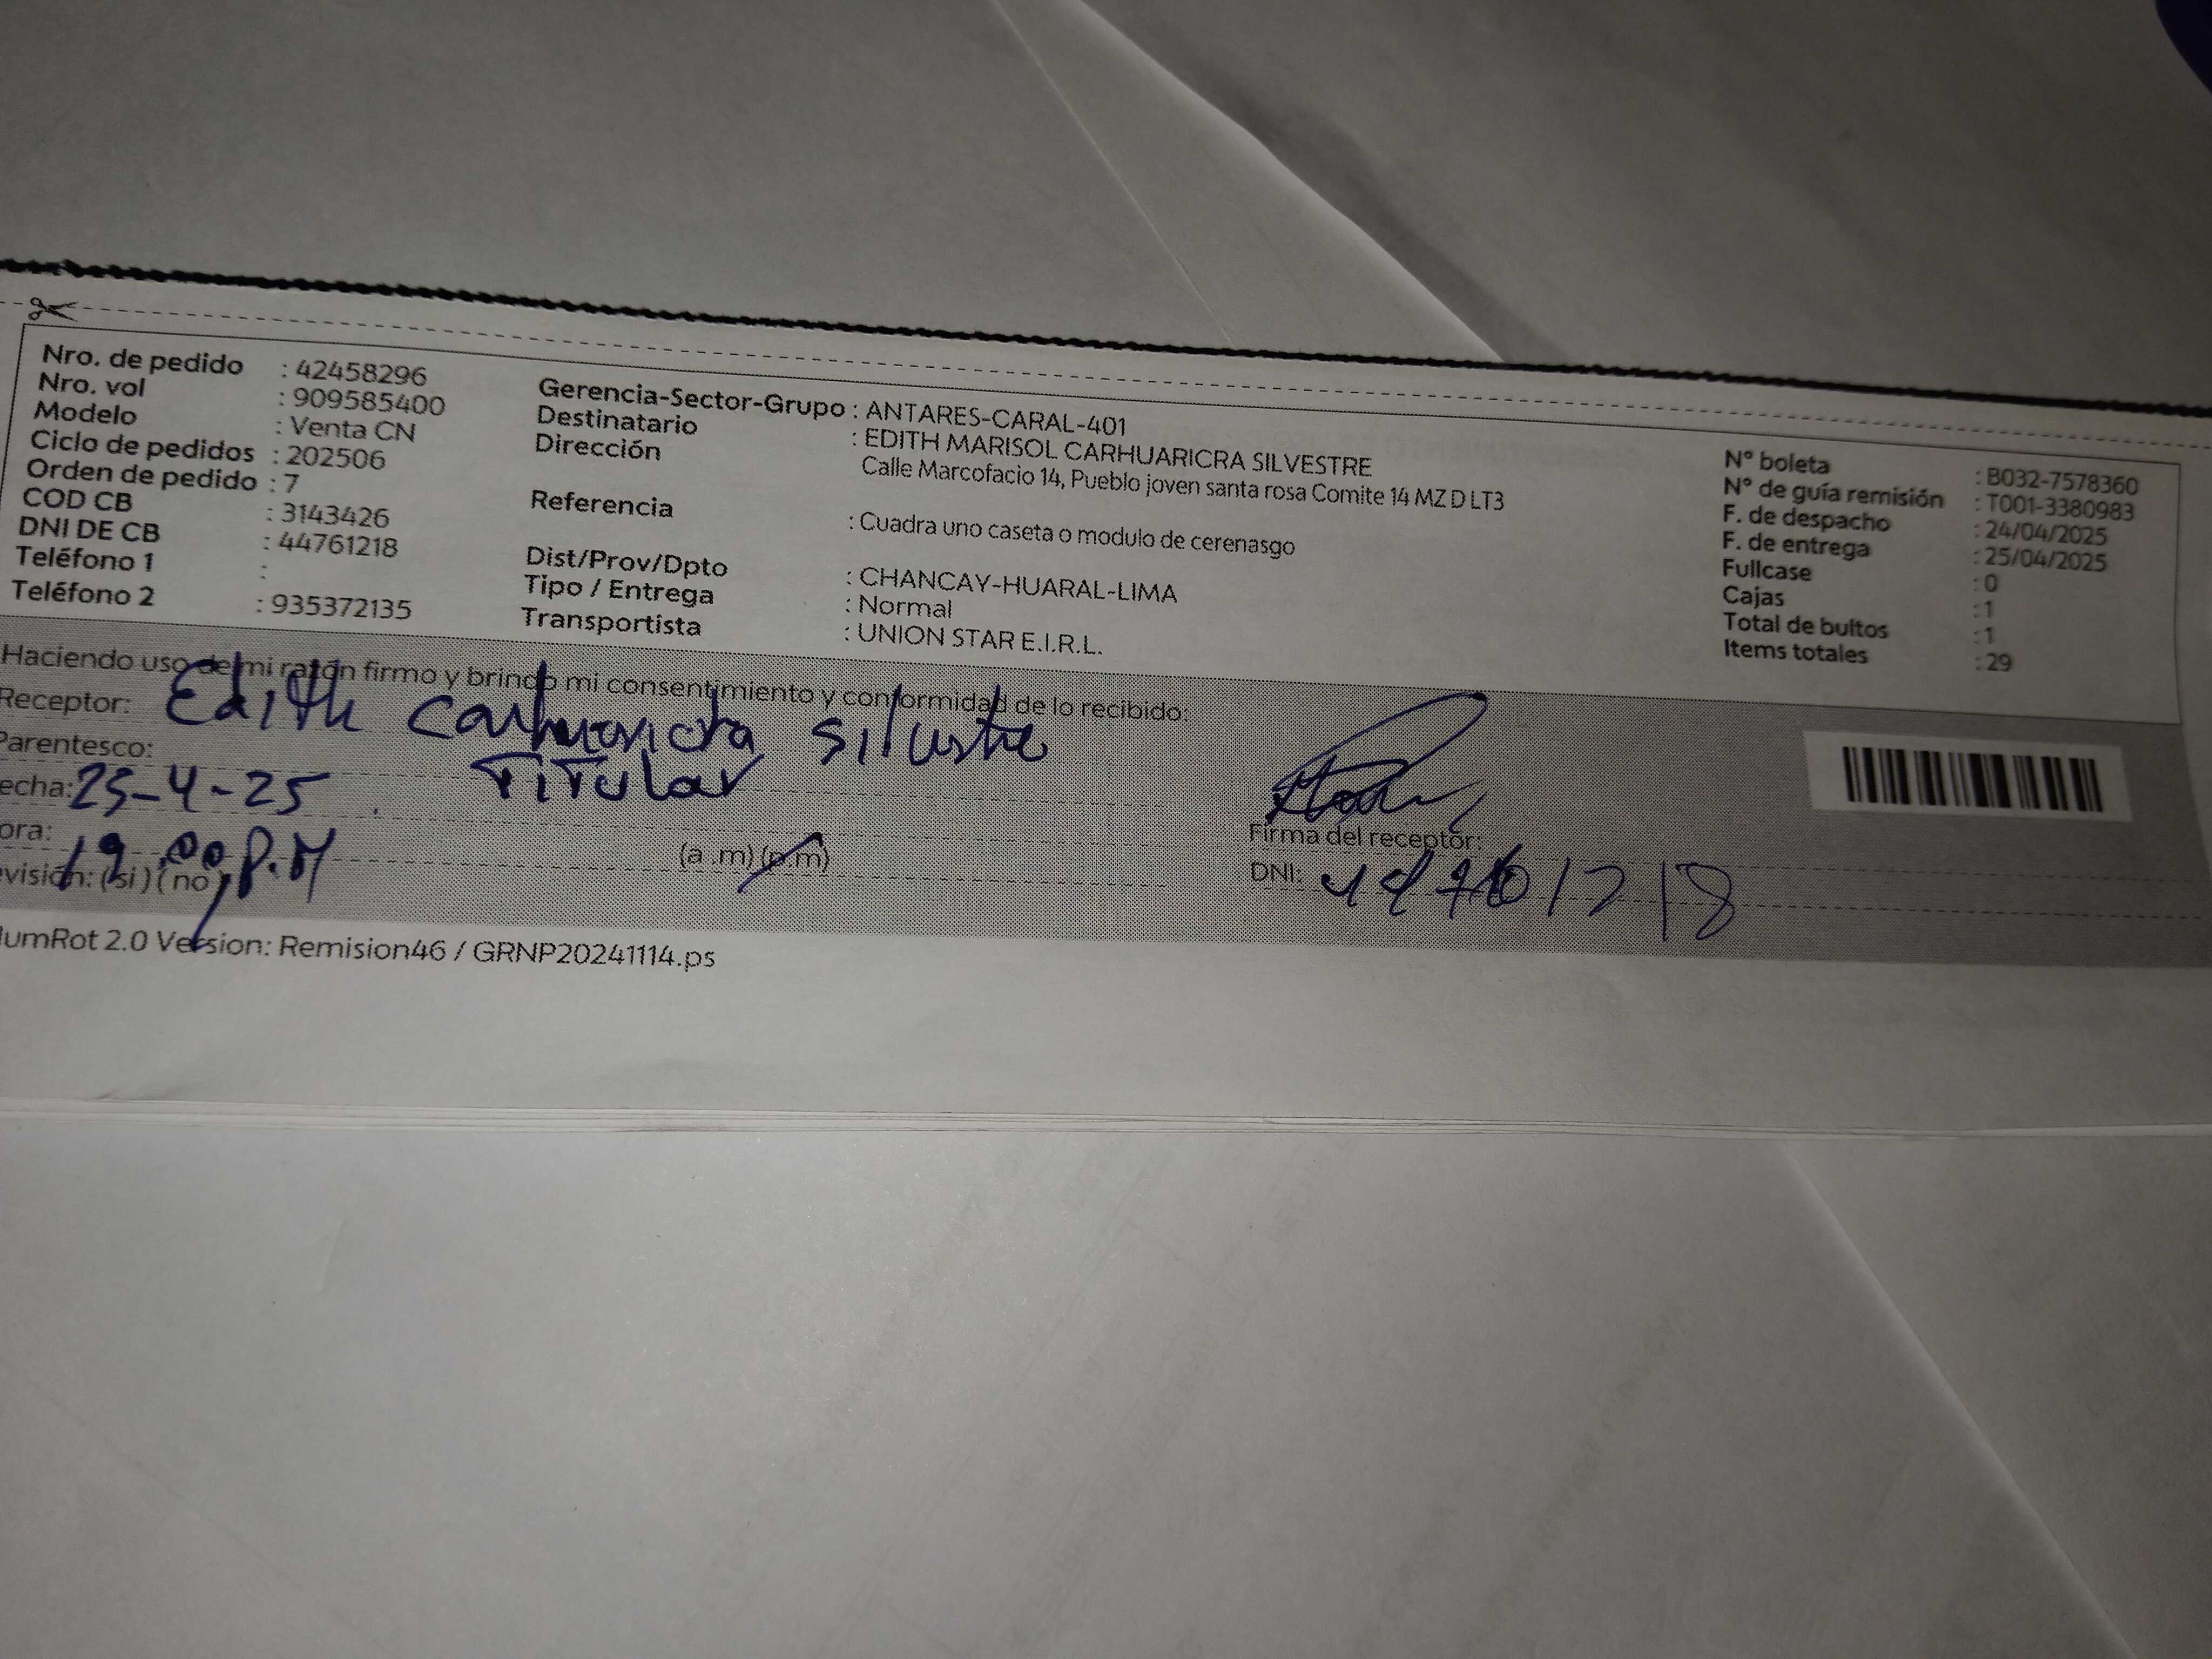 Nro. de pedido : 42458296
Nro. vol : 909585400
Modelo : Venta CN
Ciclo de pedidos : 202506
Orden de pedido : 7
COD CB : 3143426
DNI DE CB : 44761218
Teléfono 1 :
Teléfono 2 : 935372135
Gerencia-Sector-Grupo : ANTARES-CARAL-401
Destinatario : EDITH MARISOL CARHUARICRA SILVESTRE
Dirección Calle Marcofacio 14, Pueblo joven santa rosa Comite 14 MZ D LT3
Referencia : Cuadra uno caseta o modulo de cerenasgo
Dist/Prov/Dpto : CHANCAY-HUARAL-LIMA
Tipo / Entrega : Normal
Transportista : UNION STAR E.I.R.L.
N° boleta : B032-7578360
N° de guía remisión : T001-3380983
F. de despacho : 24/04/2025
F. de entrega : 25/04/2025
Fullcase : 0
Cajas : 1
Total de bultos : 1
Items totales : 29
Haciendo uso de mi razón firmo y brindo mi consentimiento y conformidad de lo recibido:
Receptor: Edith Carhuaricra Silvestre
Parentesco: Titular
echa: 25-4-25
ora: 19:00 P.M (a .m) (p.m)
visión: (si) (no)
Firma del receptor:
DNI: 44761218
lumRot 2.0 Version: Remision46 / GRNP20241114.ps